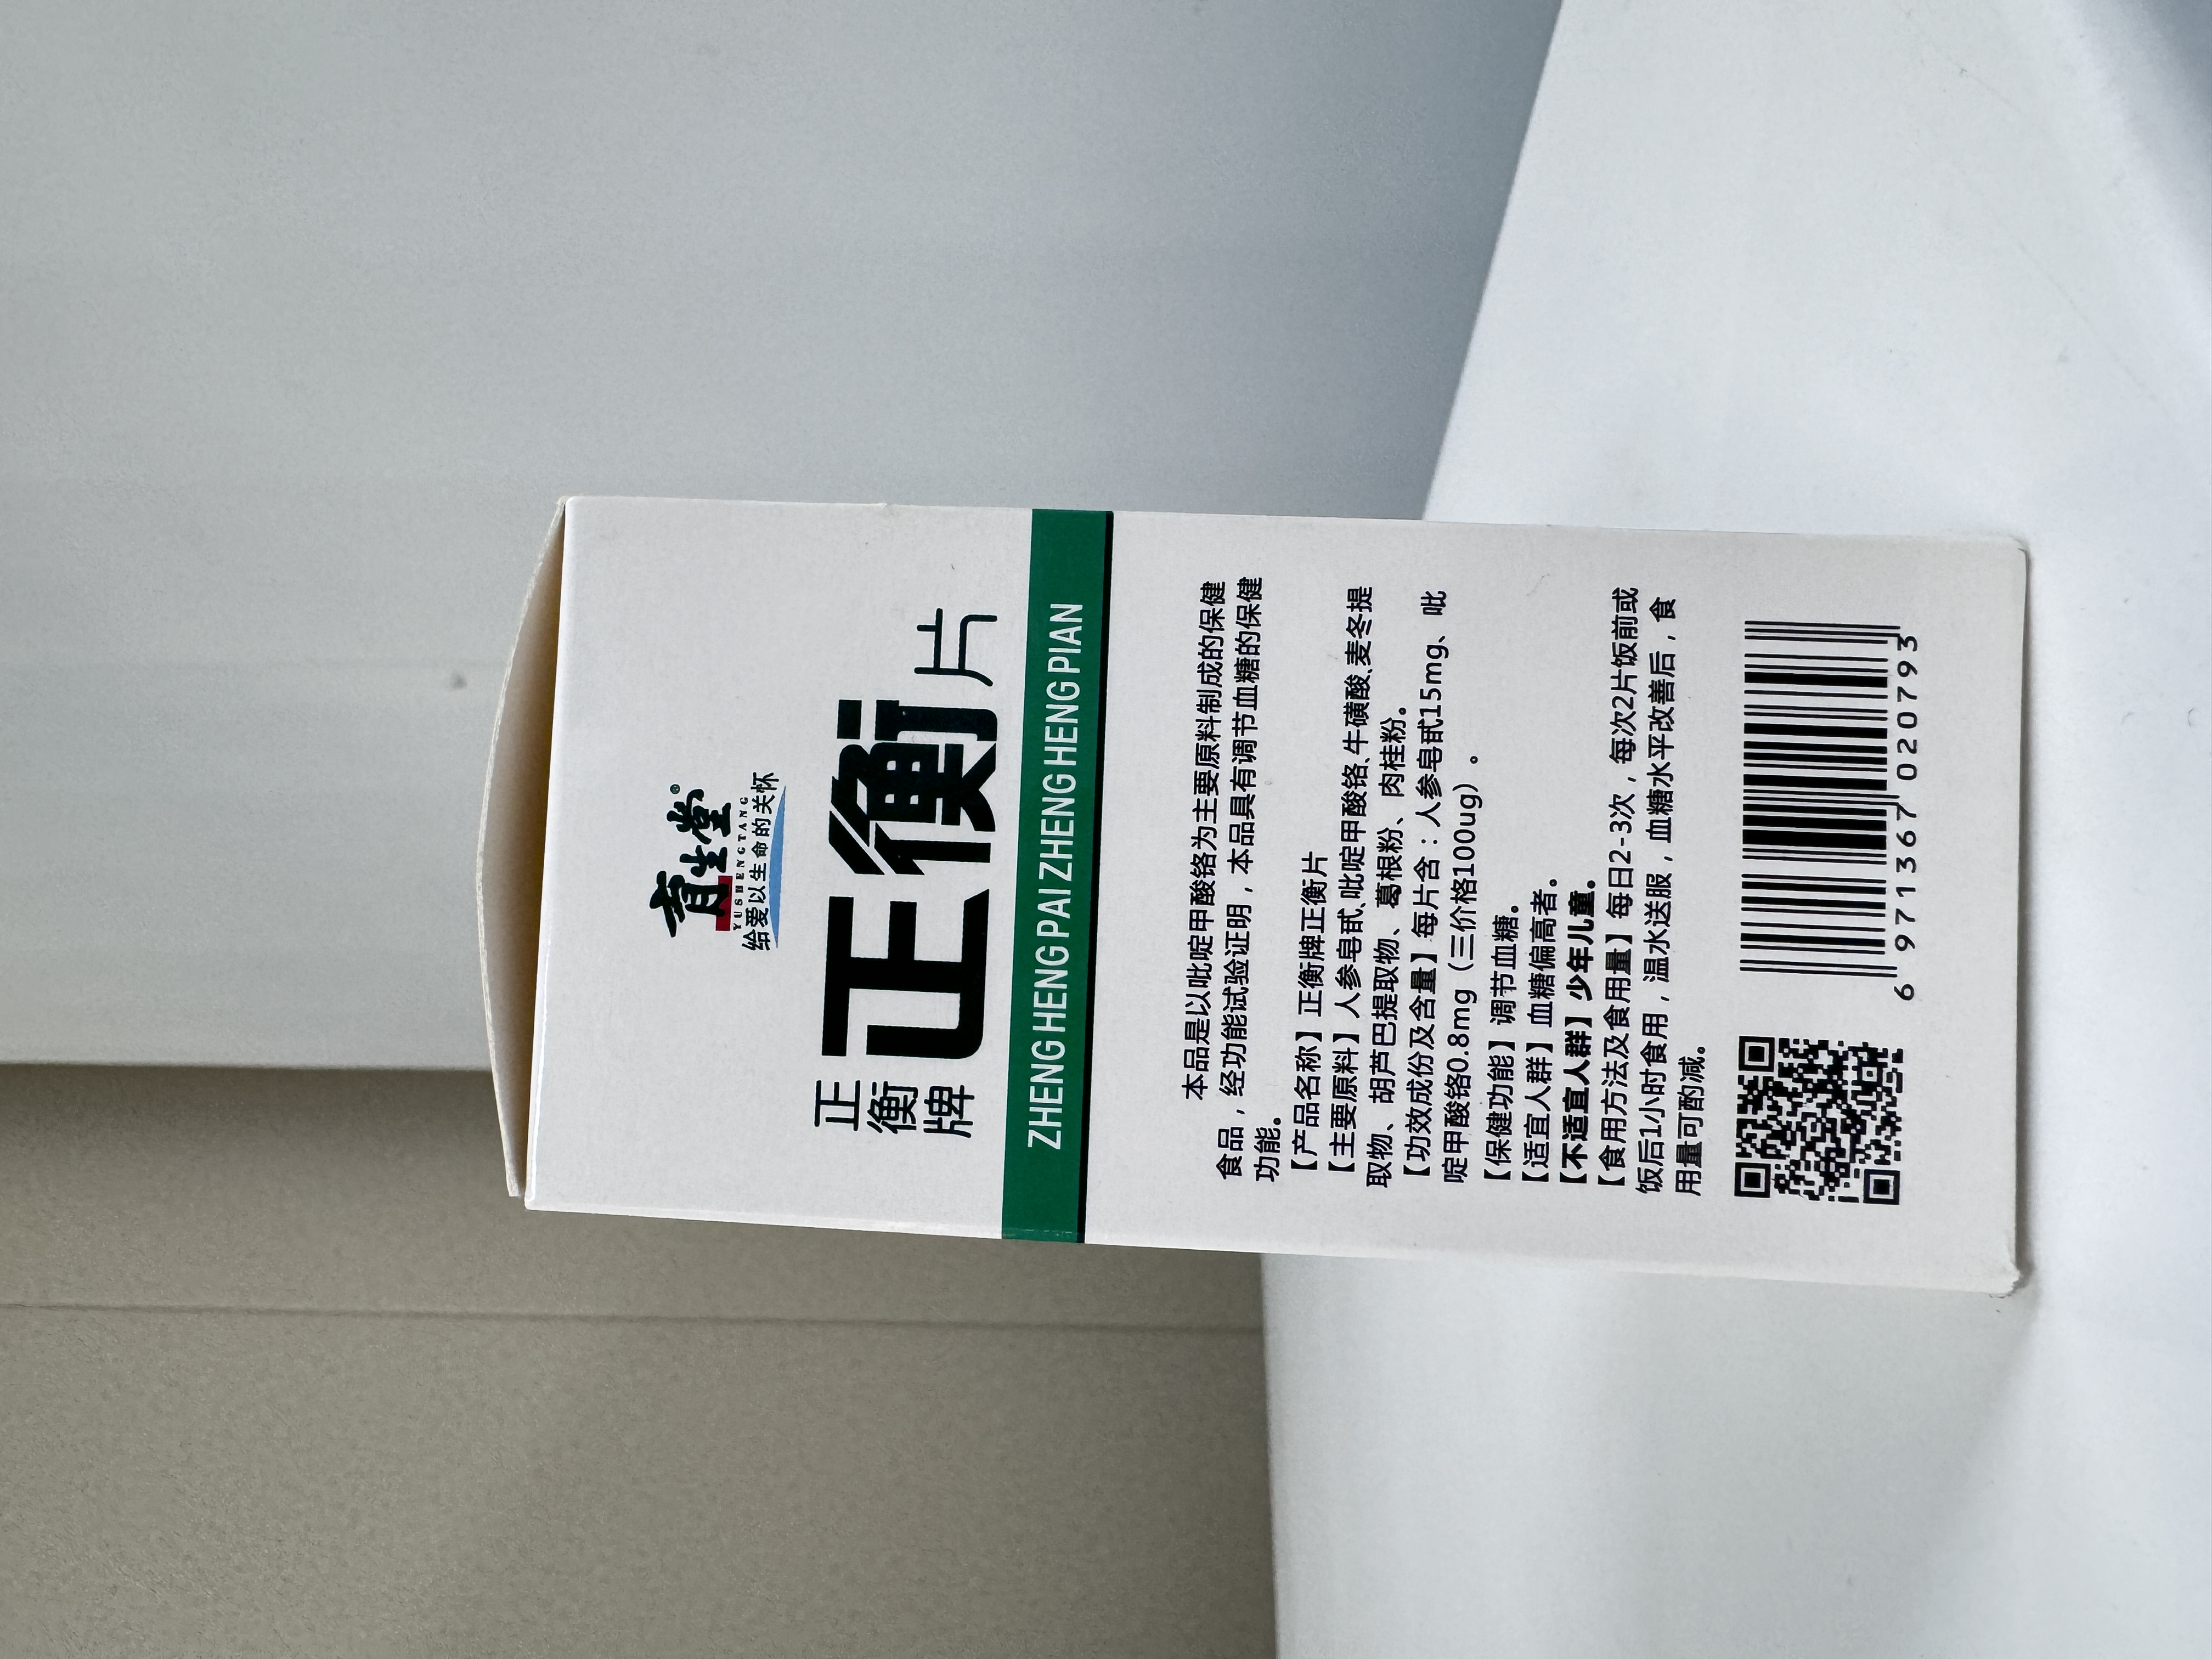 育生堂®
YUSHENGTANG
给爱以生命的关怀
正衡牌
正衡片
ZHENG HENG PAI ZHENG HENG PIAN
本品是以吡啶甲酸铬为主要原料制成的保健
食品，经功能试验证明，本品具有调节血糖的保健
功能。
【产品名称】正衡牌正衡片
【主要原料】人参皂甙、吡啶甲酸铬、牛磺酸、麦冬提
取物、胡芦巴提取物、葛根粉、肉桂粉。
【功效成份及含量】每片含：人参皂甙15mg、吡
啶甲酸铬0.8mg（三价格100ug）。
【保健功能】调节血糖。
【适宜人群】血糖偏高者。
【不适宜人群】少年儿童。
【食用方法及食用量】每日2-3次，每次2片饭前或
饭后1小时食用，温水送服，血糖水平改善后，食
用量可酌减。
6 971367 020793